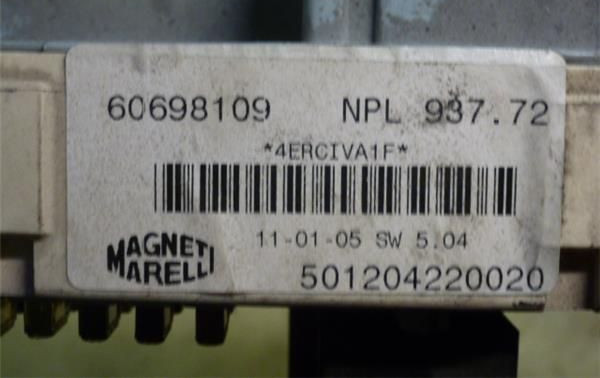 60698109 NPL 937.72
*4ERCIVA1F*
11-01-05 SW 5.04
MAGNETI
MARELLI
501204220020